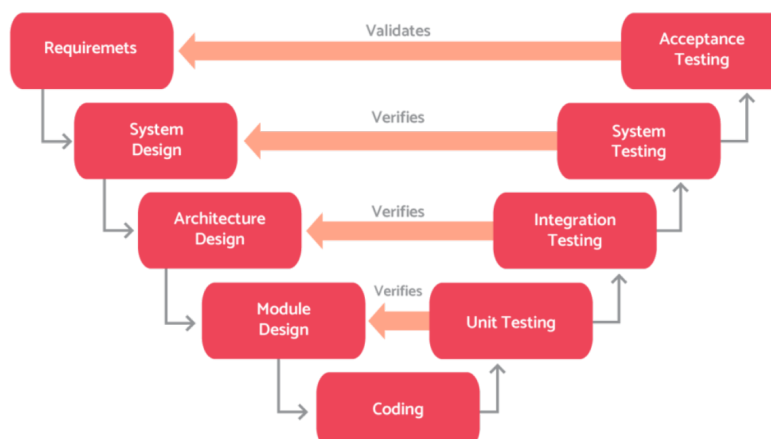 Requiremets
Validates
Acceptance
Testing
System
Design
Verifies
System
Testing
Architecture
Design
Verifies
Integration
Testing
Module
Design
Verifies
Unit Testing
Coding